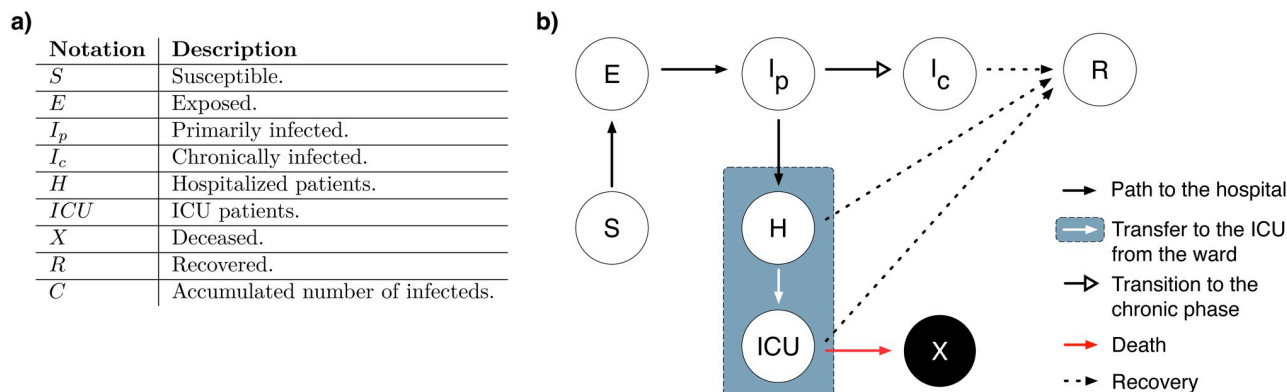 a)
Notation Description
S Susceptible.
E Exposed.
I_p Primarily infected.
I_c Chronically infected.
H Hospitalized patients.
ICU ICU patients.
X Deceased.
R Recovered.
C Accumulated number of infecteds.
b)
E I_p I_c R
S H
ICU X
Path to the hospital
Transfer to the ICU
from the ward
Transition to the
chronic phase
Death
Recovery